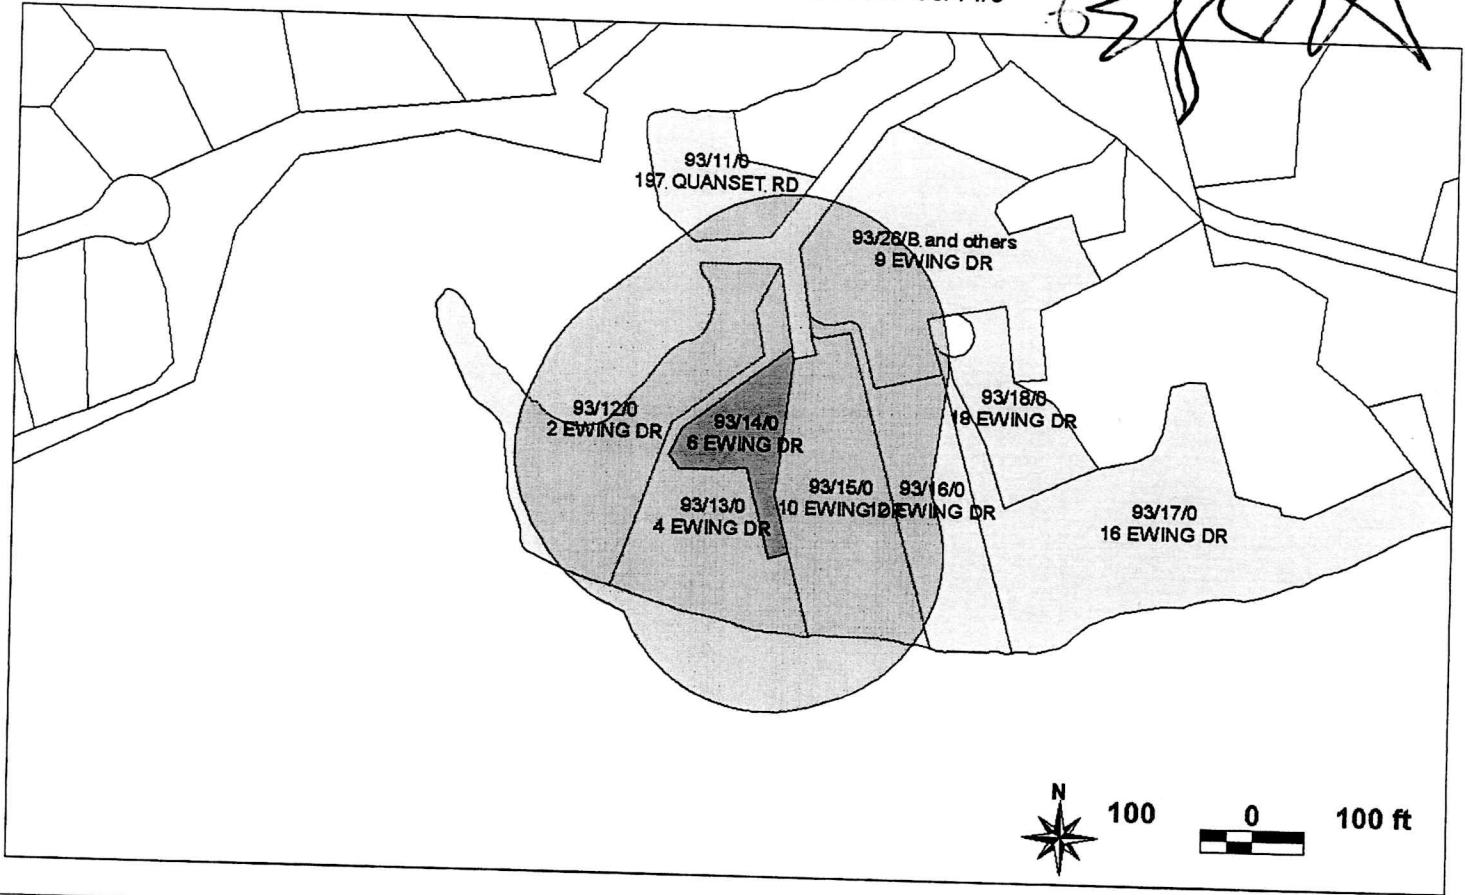 93/11/0
197 QUANSET RD
93/26/B and others
9 EWING DR
93/12/0
2 EWING DR
93/14/0
6 EWING DR
93/18/0
18 EWING DR
93/13/0
4 EWING DR
93/15/0
10 EWING DR
93/16/0
12 EWING DR
93/17/0
16 EWING DR
N
100 0 100 ft